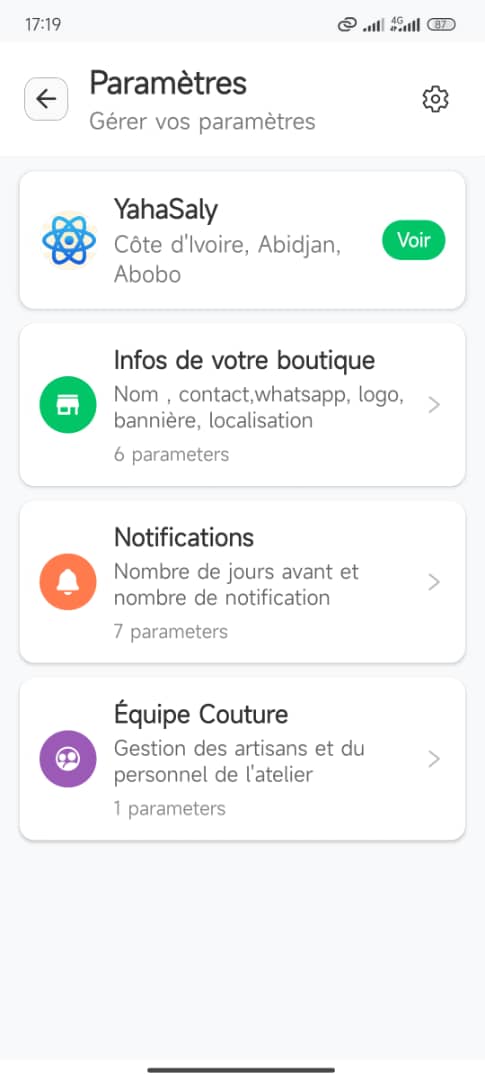 17:19
4G
87
Paramètres
Gérer vos paramètres
YahaSaly
Côte d'Ivoire, Abidjan,
Abobo
Voir
Infos de votre boutique
Nom , contact,whatsapp, logo,
bannière, localisation
6 parameters
Notifications
Nombre de jours avant et
nombre de notification
7 parameters
Équipe Couture
Gestion des artisans et du
personnel de l'atelier
1 parameters